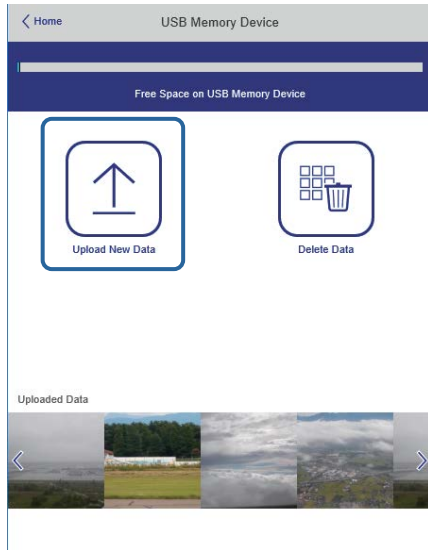 Home
USB Memory Device
Free Space on USB Memory Device
Upload New Data
Delete Data
Uploaded Data